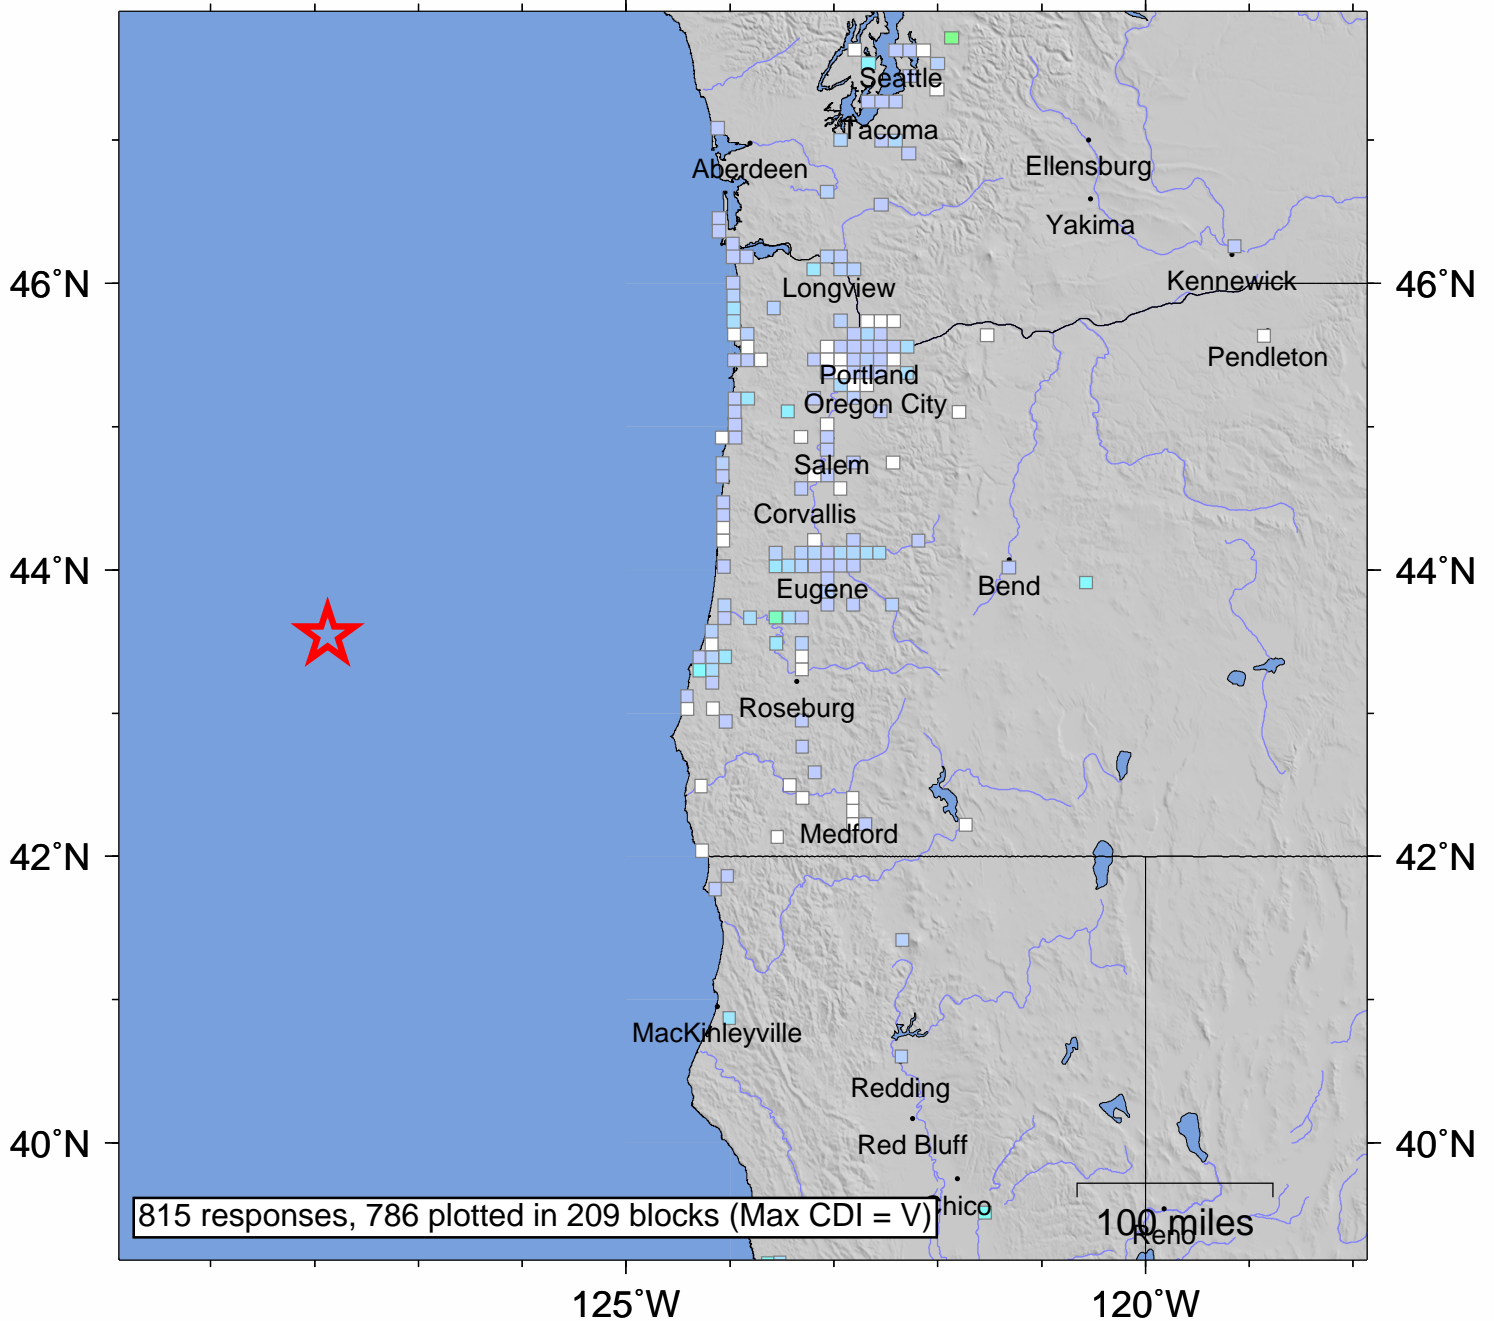 Seattle
Tacoma
Aberdeen
Ellensburg
Yakima
Kennewick
46°N
46°N
Longview
Pendleton
Portland
Oregon City
Salem
Corvallis
44°N
44°N
Eugene
Bend
Roseburg
Medford
42°N
42°N
MacKinleyville
Redding
Red Bluff
40°N
40°N
Chico
815 responses, 786 plotted in 209 blocks (Max CDI = V)
100 miles
Reno
125°W
120°W